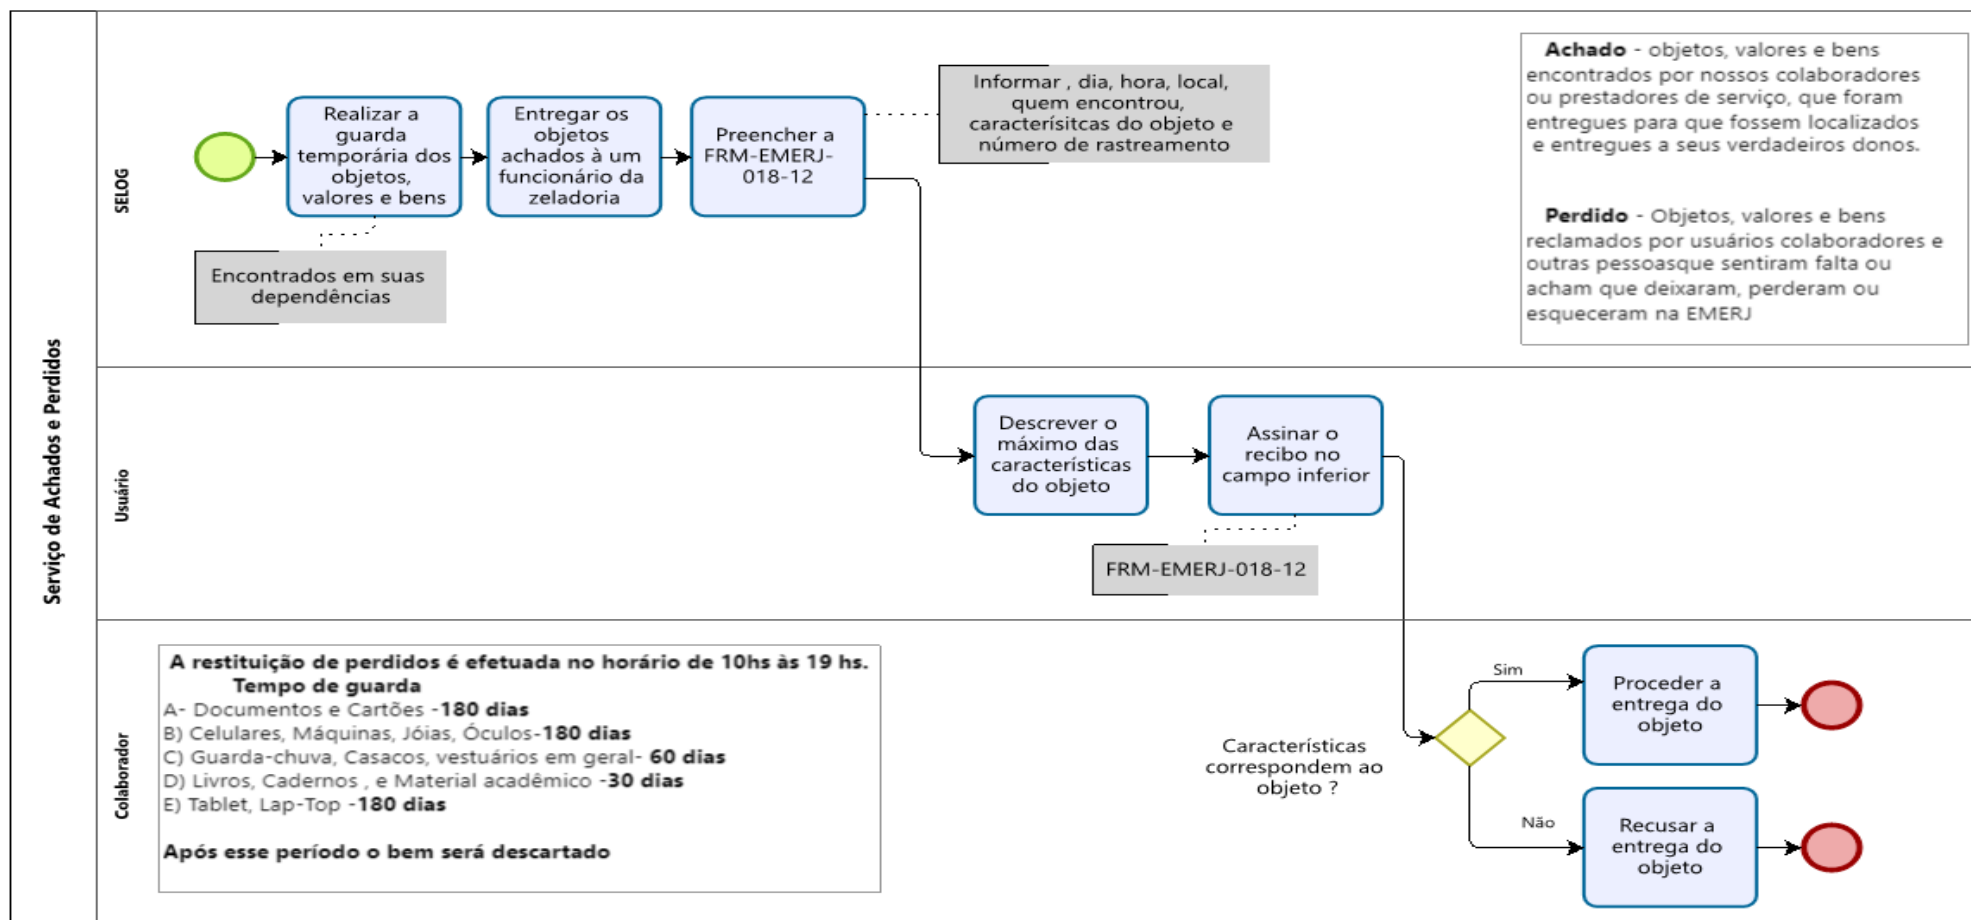 Serviço de Achados e Perdidos
SELOG
Realizar a
guarda
temporária dos
objetos,
valores e bens
Entregar os
objetos
achados à um
funcionário da
zeladoria
Preencher a
FRM-EMERJ-
018-12
Informar , dia, hora, local,
quem encontrou,
caracterísitcas do objeto e
número de rastreamento
Encontrados em suas
dependências
Achado - objetos, valores e bens
encontrados por nossos colaboradores
ou prestadores de serviço, que foram
entregues para que fossem localizados
e entregues a seus verdadeiros donos.
Perdido - Objetos, valores e bens
reclamados por usuários colaboradores e
outras pessoasque sentiram falta ou
acham que deixaram, perderam ou
esqueceram na EMERJ
Usuário
Descrever o
máximo das
características
do objeto
Assinar o
recibo no
campo inferior
FRM-EMERJ-018-12
Colaborador
A restituição de perdidos é efetuada no horário de 10hs às 19 hs.
Tempo de guarda
A- Documentos e Cartões -180 dias
B) Celulares, Máquinas, Jóias, Óculos-180 dias
C) Guarda-chuva, Casacos, vestuários em geral- 60 dias
D) Livros, Cadernos , e Material acadêmico -30 dias
E) Tablet, Lap-Top -180 dias
Após esse período o bem será descartado
Características
correspondem ao
objeto ?
Sim
Proceder a
entrega do
objeto
Não
Recusar a
entrega do
objeto